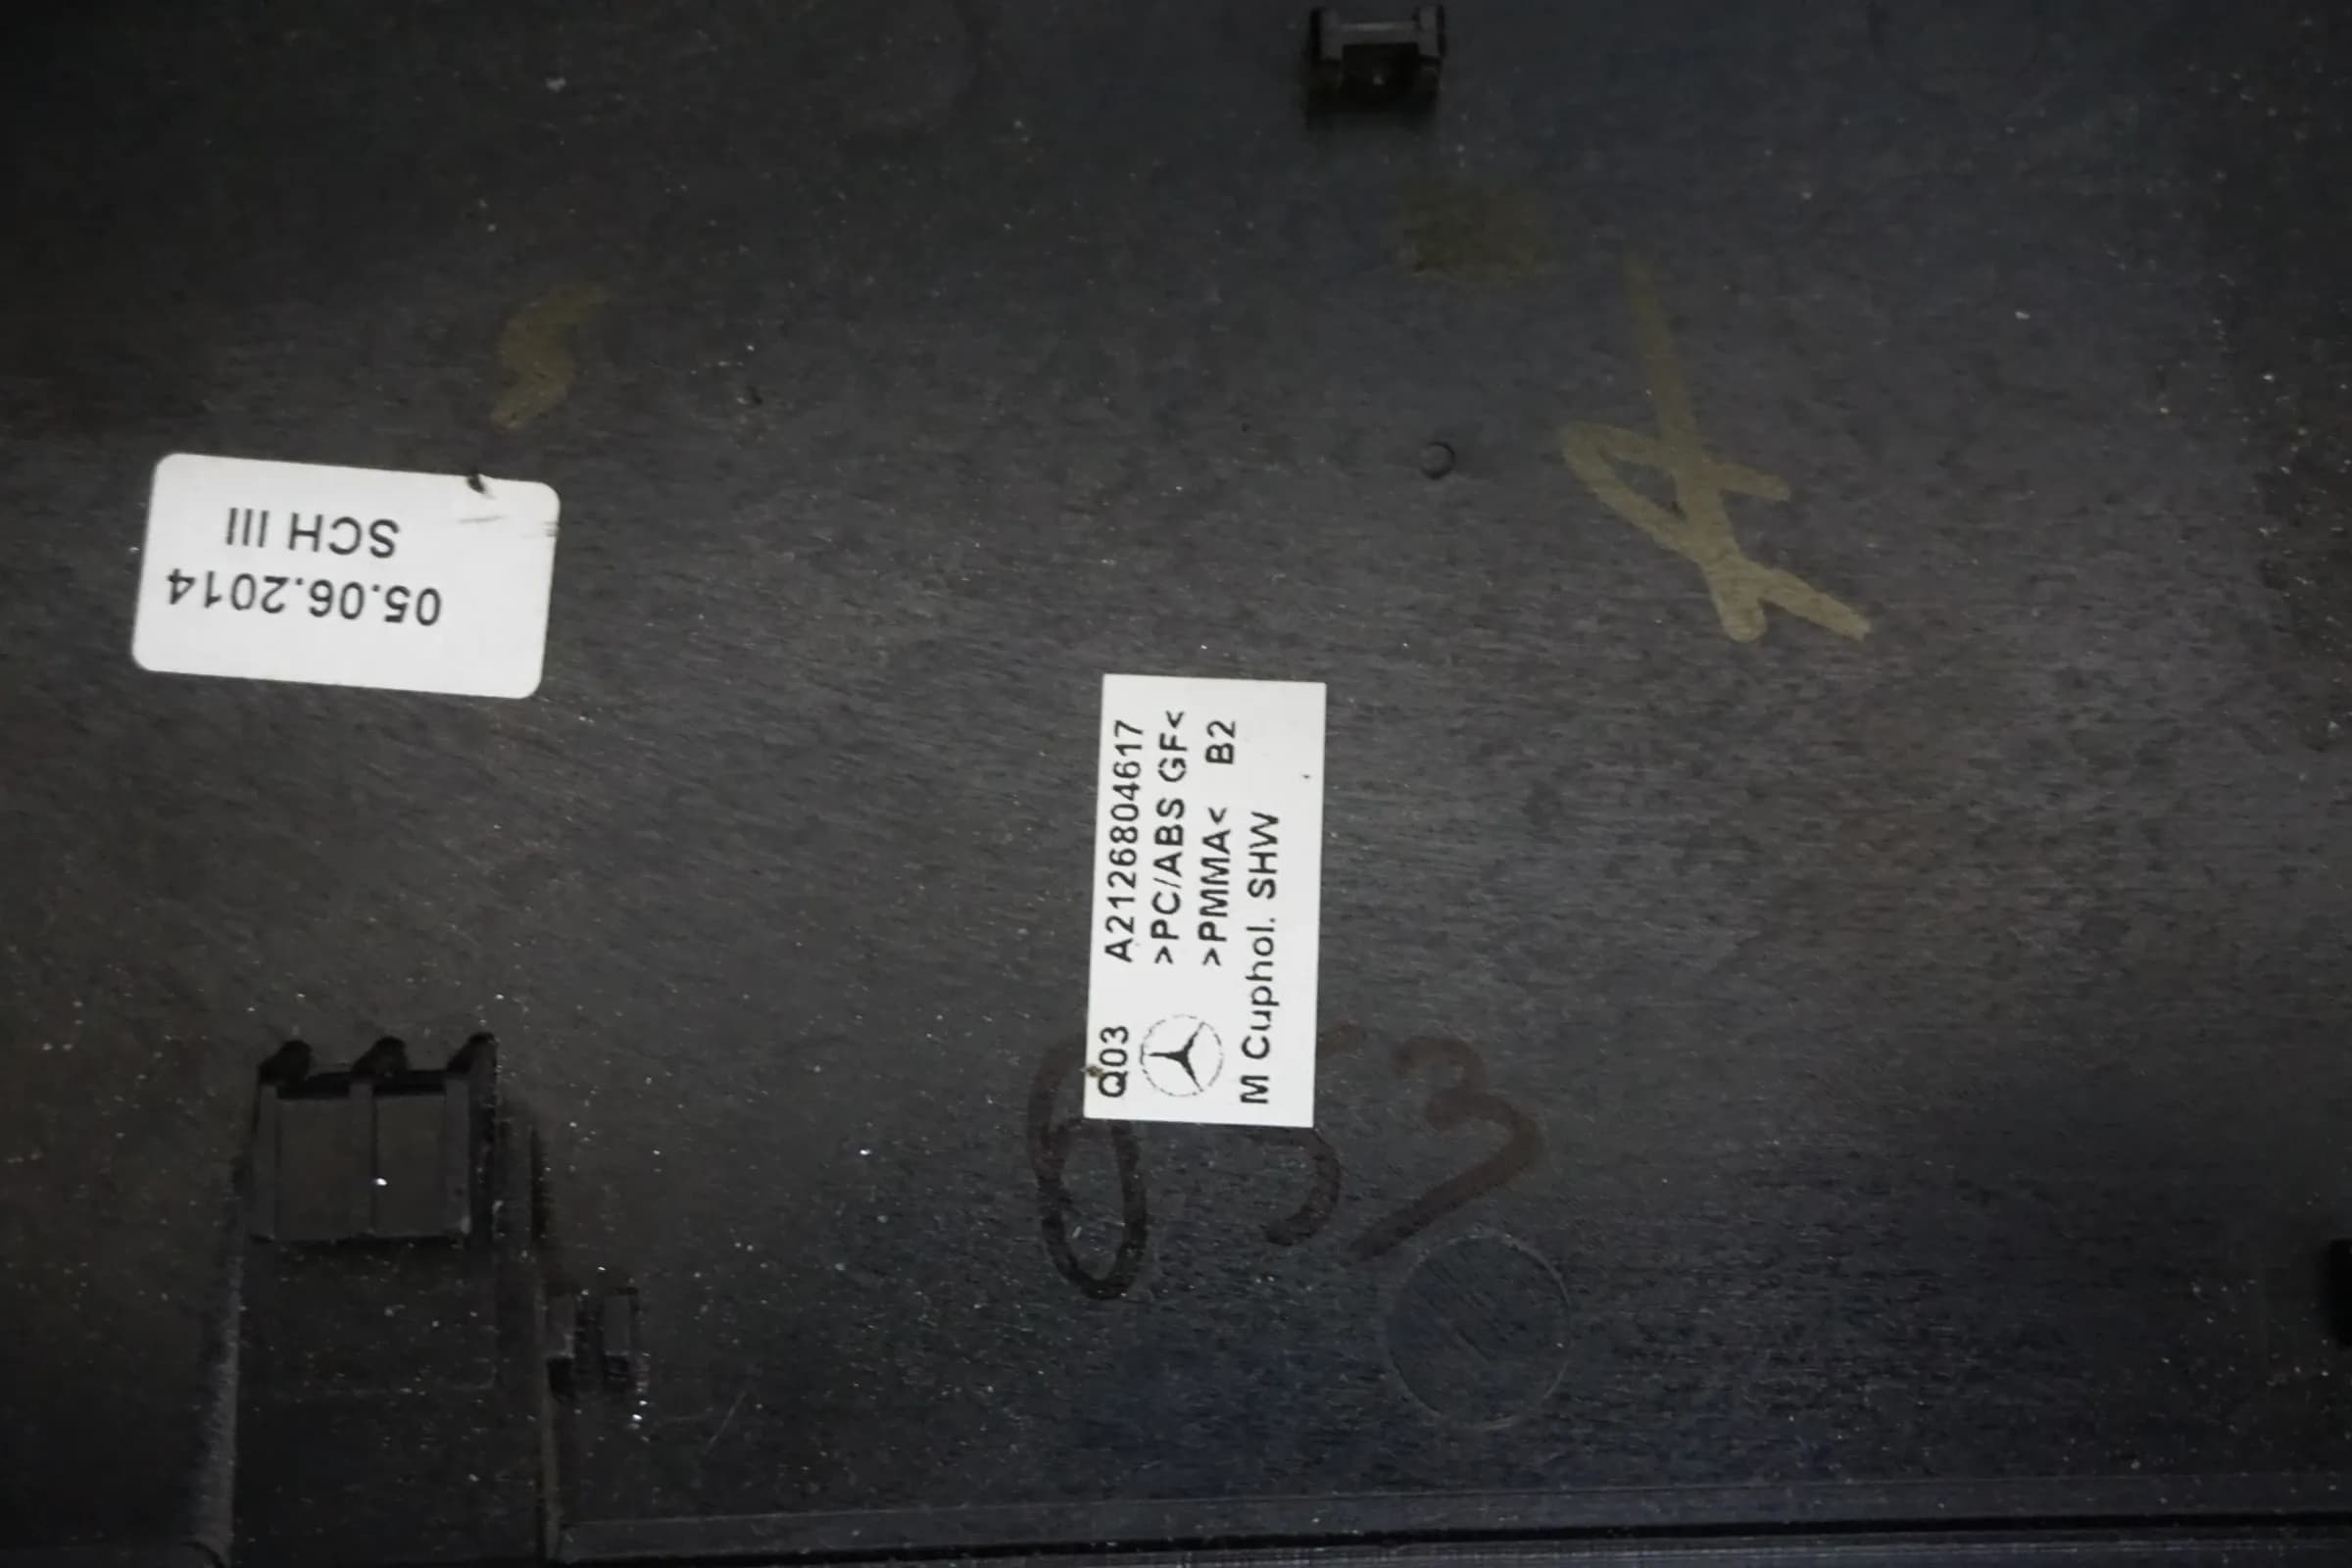 SCH III
05.06.2014
Q03 A2126804617
>PC/ABS GF<
>PMMA< B2
M Cuphol. SHW